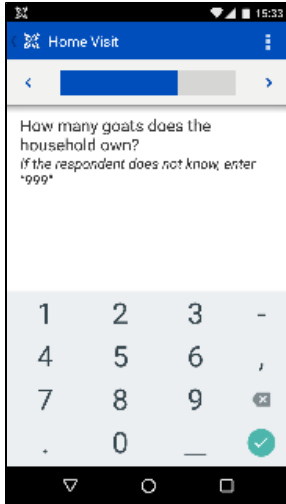 15:33
Home Visit
How many goats does the
household own?
If the respondent does not know, enter
"999"
1 2 3 -
4 5 6 ,
7 8 9
. 0 _